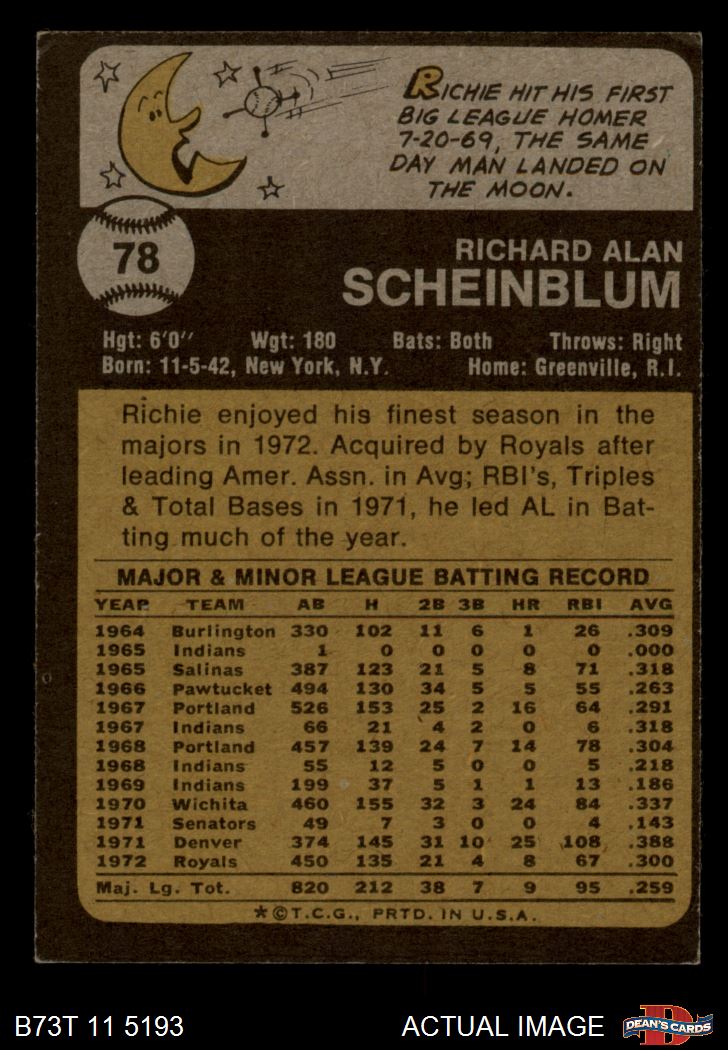 RICHIE HIT HIS FIRST
BIG LEAGUE HOMER
7-20-69, THE SAME
DAY MAN LANDED ON
THE MOON.
78
RICHARD ALAN
SCHEINBLUM
Hgt: 6'0'' Wgt: 180 Bats: Both Throws: Right
Born: 11-5-42, New York, N.Y. Home: Greenville, R.I.
Richie enjoyed his finest season in the
majors in 1972. Acquired by Royals after
leading Amer. Assn. in Avg; RBI's, Triples
& Total Bases in 1971, he led AL in Bat-
ting much of the year.
MAJOR & MINOR LEAGUE BATTING RECORD
YEAR TEAM AB H 2B 3B HR RBI AVG
1964 Burlington 330 102 11 6 1 26 .309
1965 Indians 1 0 0 0 0 0 .000
1965 Salinas 387 123 21 5 8 71 .318
1966 Pawtucket 494 130 34 5 5 55 .263
1967 Portland 526 153 25 2 16 64 .291
1967 Indians 66 21 4 2 0 6 .318
1968 Portland 457 139 24 7 14 78 .304
1968 Indians 55 12 5 0 0 5 .218
1969 Indians 199 37 5 1 1 13 .186
1970 Wichita 460 155 32 3 24 84 .337
1971 Senators 49 7 3 0 0 4 .143
1971 Denver 374 145 31 10 25 108 .388
1972 Royals 450 135 21 4 8 67 .300
Maj. Lg. Tot. 820 212 38 7 9 95 .259
*©T.C.G., PRTD. IN U.S.A.
B73T 11 5193 ACTUAL IMAGE
D
DEAN'S CARDS